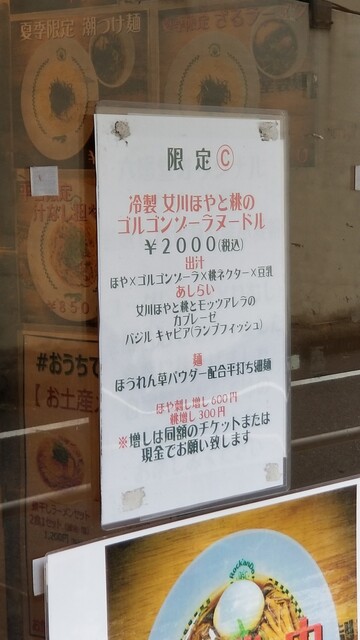 夏季限定 潮つけ麺
限定Ⓒ
冷製 女川ほやと桃の
ゴルゴンゾーラヌードル
￥2000(税込)
出汁
ほや×ゴルゴンゾーラ×桃ネクター×豆乳
あしらい
女川ほやと桃とモッツアレラの
カプレーゼ
バジル キャビア(ランプフィッシュ)
麺
ほうれん草パウダー配合平打ち細麺
ほや刺し増し600円
桃増し300円
※増しは同額のチケットまたは
現金でお願い致します
￥850
#おうちで
【お土産